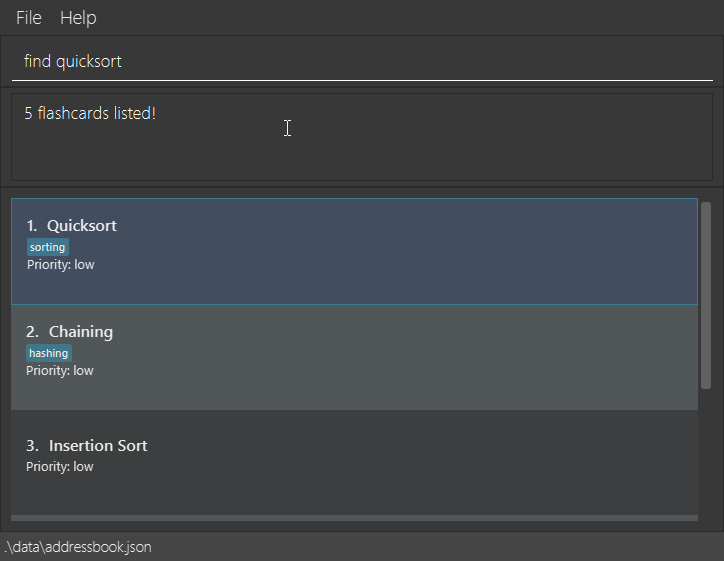 File Help
find quicksort
5 flashcards listed!
1. Quicksort
sorting
Priority: low
2. Chaining
hashing
Priority: low
3. Insertion Sort
Priority: low
.\data\addressbook.json